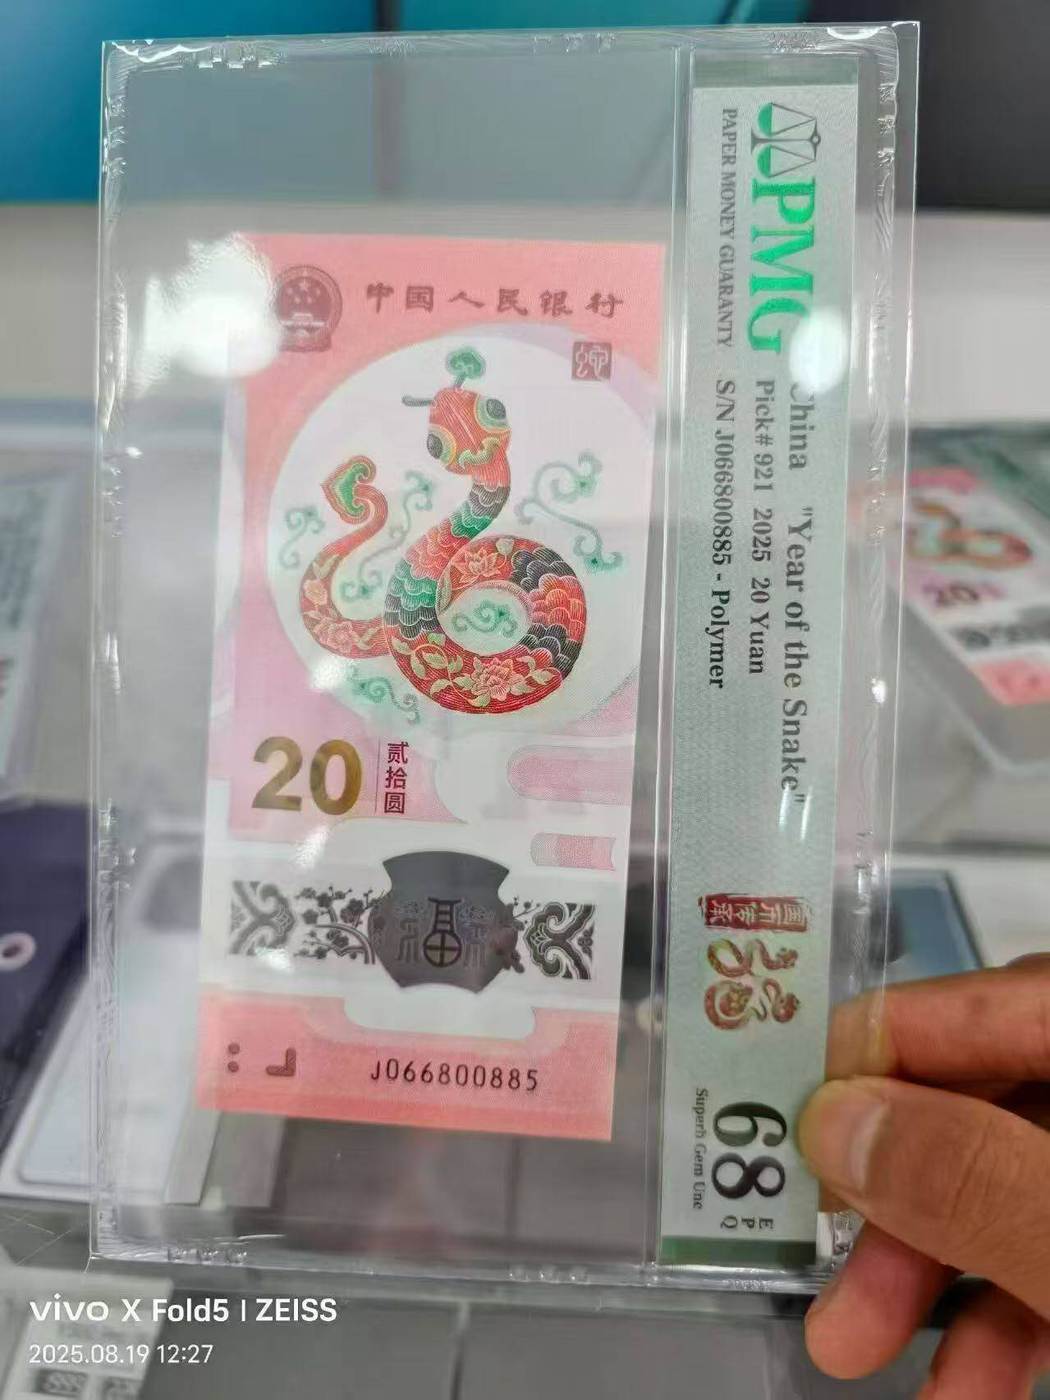 中国人民银行
20
贰拾圆
J066800885
PMG
PAPER MONEY GUARANTY
China "Year of the Snake"
Pick# 921 2025 20 Yuan
S/N J066800885 - Polymer
68
EPQ
Superb Gem Unc
20
vivo X Fold5 | ZEISS
2025.08.19 12:27